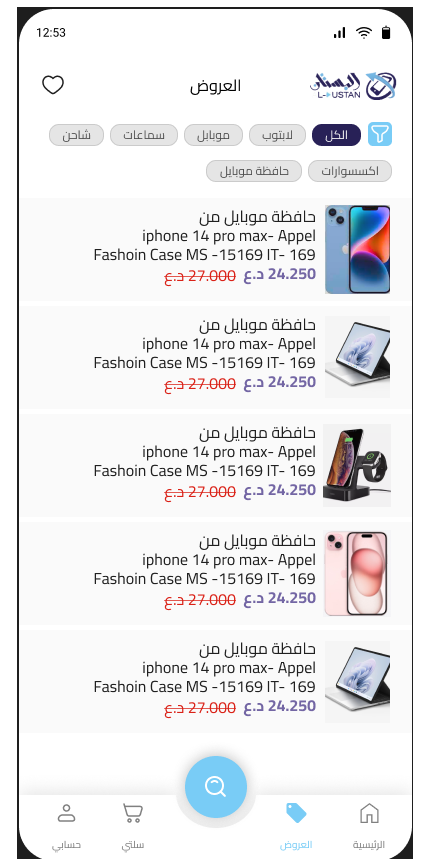 12:53
اليستان
L-USTAN
العروض
الكل
لابتوب
موبايل
سماعات
شاحن
اكسسوارات
حافظة موبايل
حافظة موبايل من
iphone 14 pro max- Appel
Fashoin Case MS -15169 IT- 169
24.250 د.ع 27.000 د.ع
حافظة موبايل من
iphone 14 pro max- Appel
Fashoin Case MS -15169 IT- 169
24.250 د.ع 27.000 د.ع
حافظة موبايل من
iphone 14 pro max- Appel
Fashoin Case MS -15169 IT- 169
24.250 د.ع 27.000 د.ع
حافظة موبايل من
iphone 14 pro max- Appel
Fashoin Case MS -15169 IT- 169
24.250 د.ع 27.000 د.ع
حافظة موبايل من
iphone 14 pro max- Appel
Fashoin Case MS -15169 IT- 169
24.250 د.ع 27.000 د.ع
الرئيسية
العروض
سلتي
حسابي